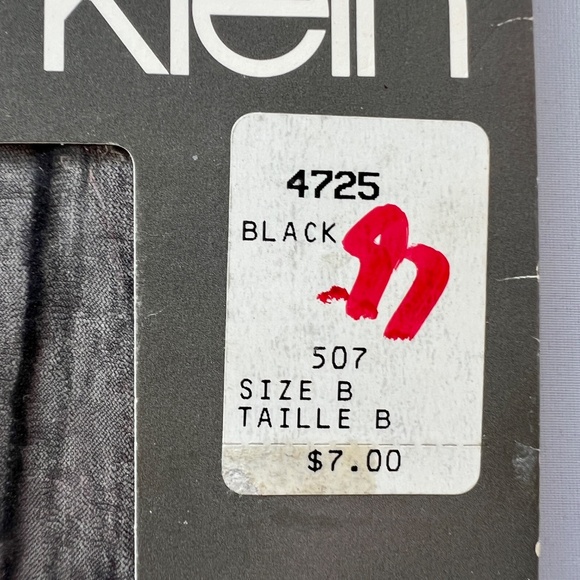 Klein
4725
BLACK
507
SIZE B
TAILLE B
$7.00